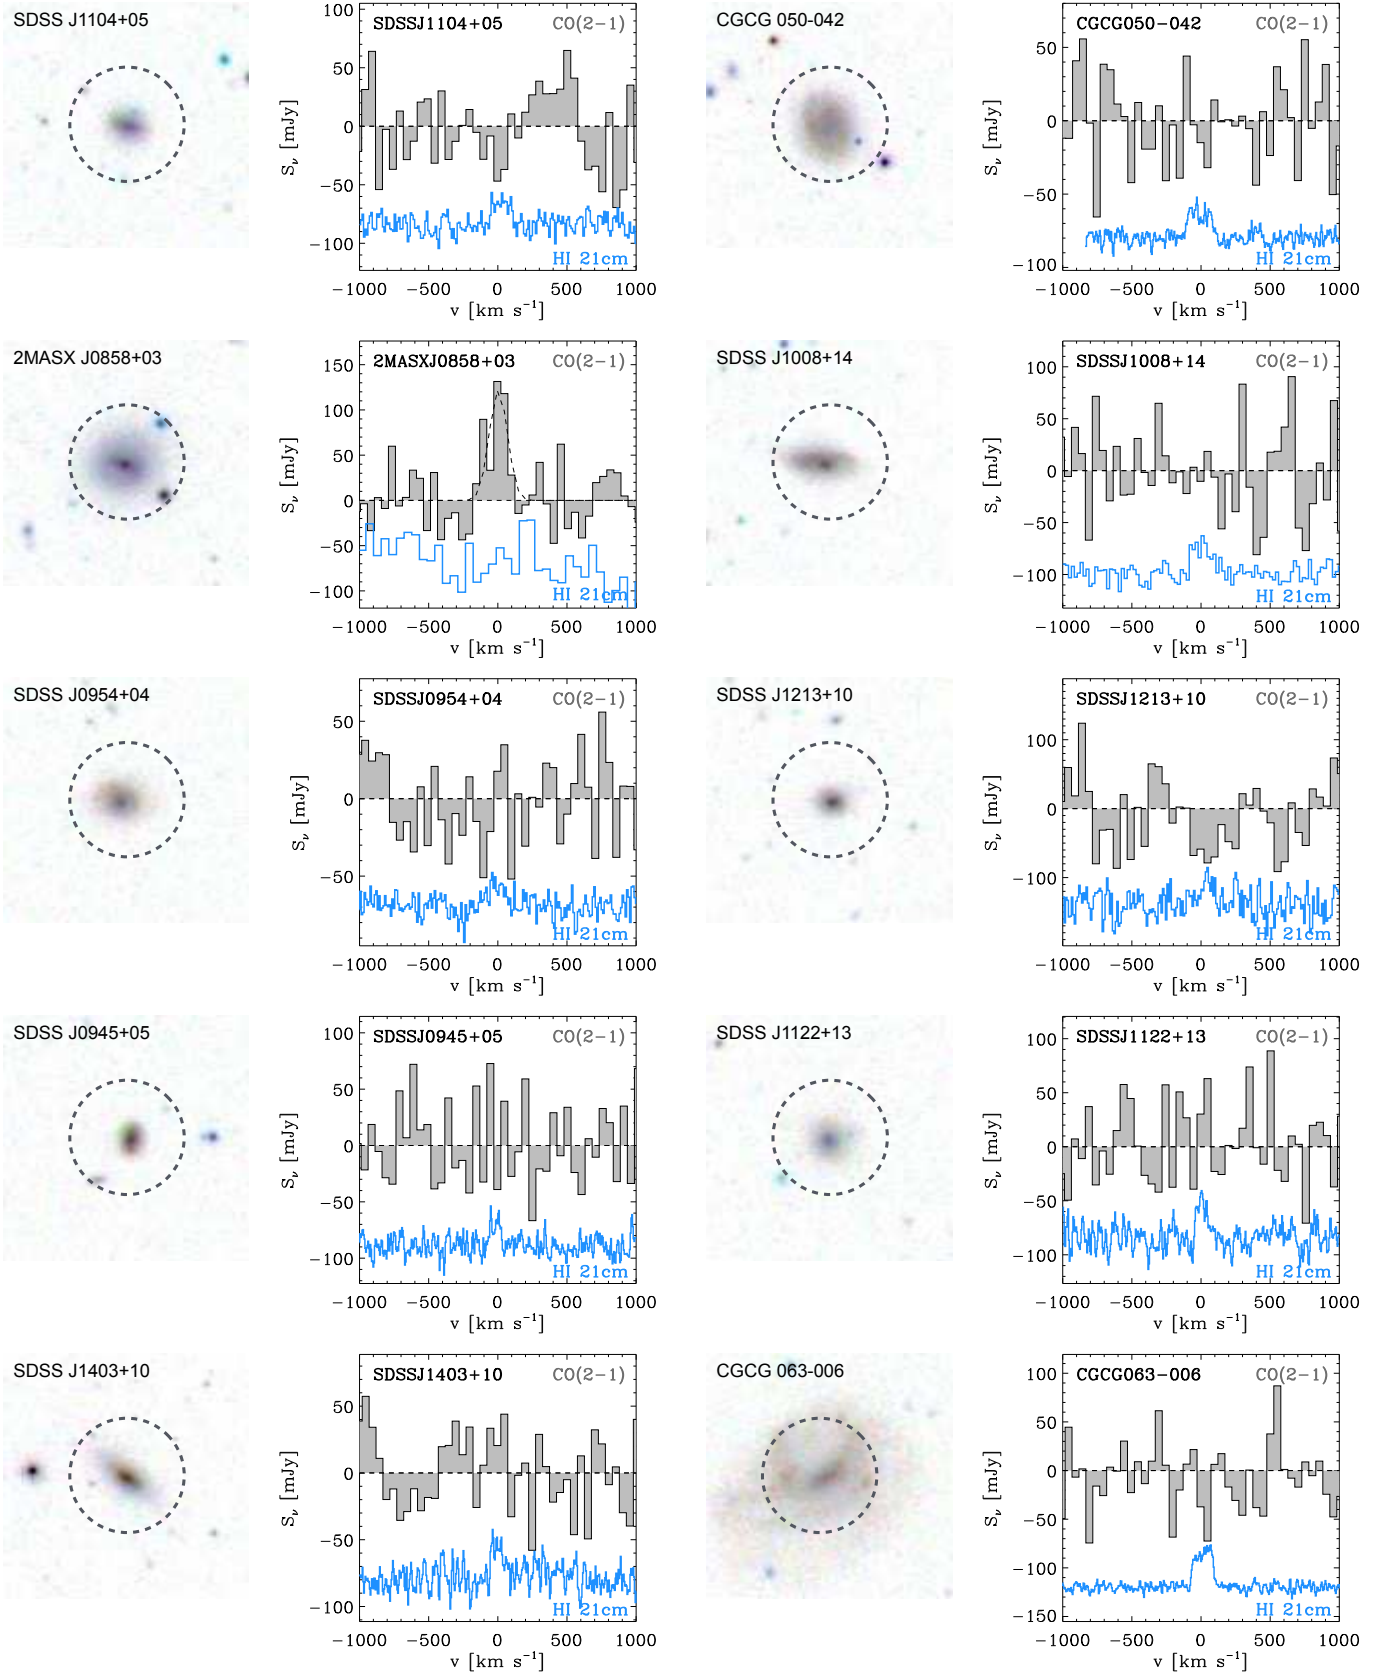 SDSS J1104+05
SDSSJ1104+05 CO(2−1)
100
50
0
−50
−100
Sν [mJy]
HI 21cm
−1000 −500 0 500 1000
v [km s−1]
CGCG 050-042
CGCG050−042 CO(2−1)
50
0
−50
−100
Sν [mJy]
HI 21cm
−1000 −500 0 500 1000
v [km s−1]
2MASX J0858+03
2MASXJ0858+03 CO(2−1)
150
100
50
0
−50
−100
Sν [mJy]
HI 21cm
−1000 −500 0 500 1000
v [km s−1]
SDSS J1008+14
SDSSJ1008+14 CO(2−1)
100
50
0
−50
−100
Sν [mJy]
HI 21cm
−1000 −500 0 500 1000
v [km s−1]
SDSS J0954+04
SDSSJ0954+04 CO(2−1)
50
0
−50
Sν [mJy]
HI 21cm
−1000 −500 0 500 1000
v [km s−1]
SDSS J1213+10
SDSSJ1213+10 CO(2−1)
100
0
−100
Sν [mJy]
HI 21cm
−1000 −500 0 500 1000
v [km s−1]
SDSS J0945+05
SDSSJ0945+05 CO(2−1)
100
50
0
−50
−100
Sν [mJy]
HI 21cm
−1000 −500 0 500 1000
v [km s−1]
SDSS J1122+13
SDSSJ1122+13 CO(2−1)
100
50
0
−50
−100
Sν [mJy]
HI 21cm
−1000 −500 0 500 1000
v [km s−1]
SDSS J1403+10
SDSSJ1403+10 CO(2−1)
50
0
−50
−100
Sν [mJy]
HI 21cm
−1000 −500 0 500 1000
v [km s−1]
CGCG 063-006
CGCG063−006 CO(2−1)
100
50
0
−50
−100
−150
Sν [mJy]
HI 21cm
−1000 −500 0 500 1000
v [km s−1]